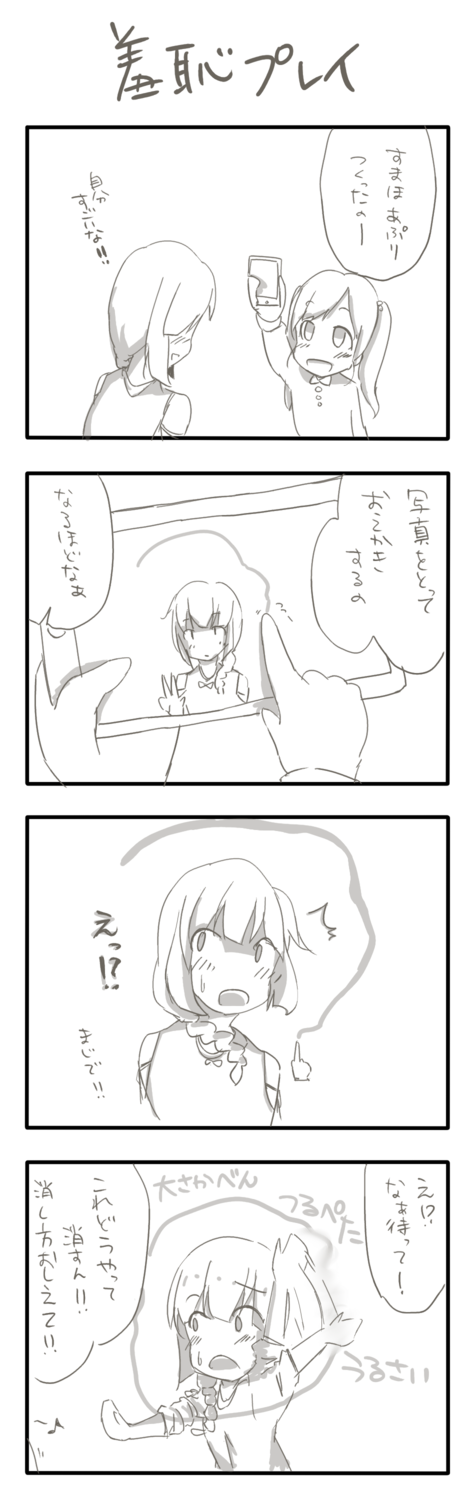 羞恥プレイ
すまほあぷり
つくったのー
自分
すごいな!!
写真をとって
おえかき
するの
なるほどなぁ
えっ!?
まじで!!
え!?
なぁ待って!
つるぺた
大さかべん
うるさい
これどうやって
消すん!!
消し方おしえて!!
〜♪